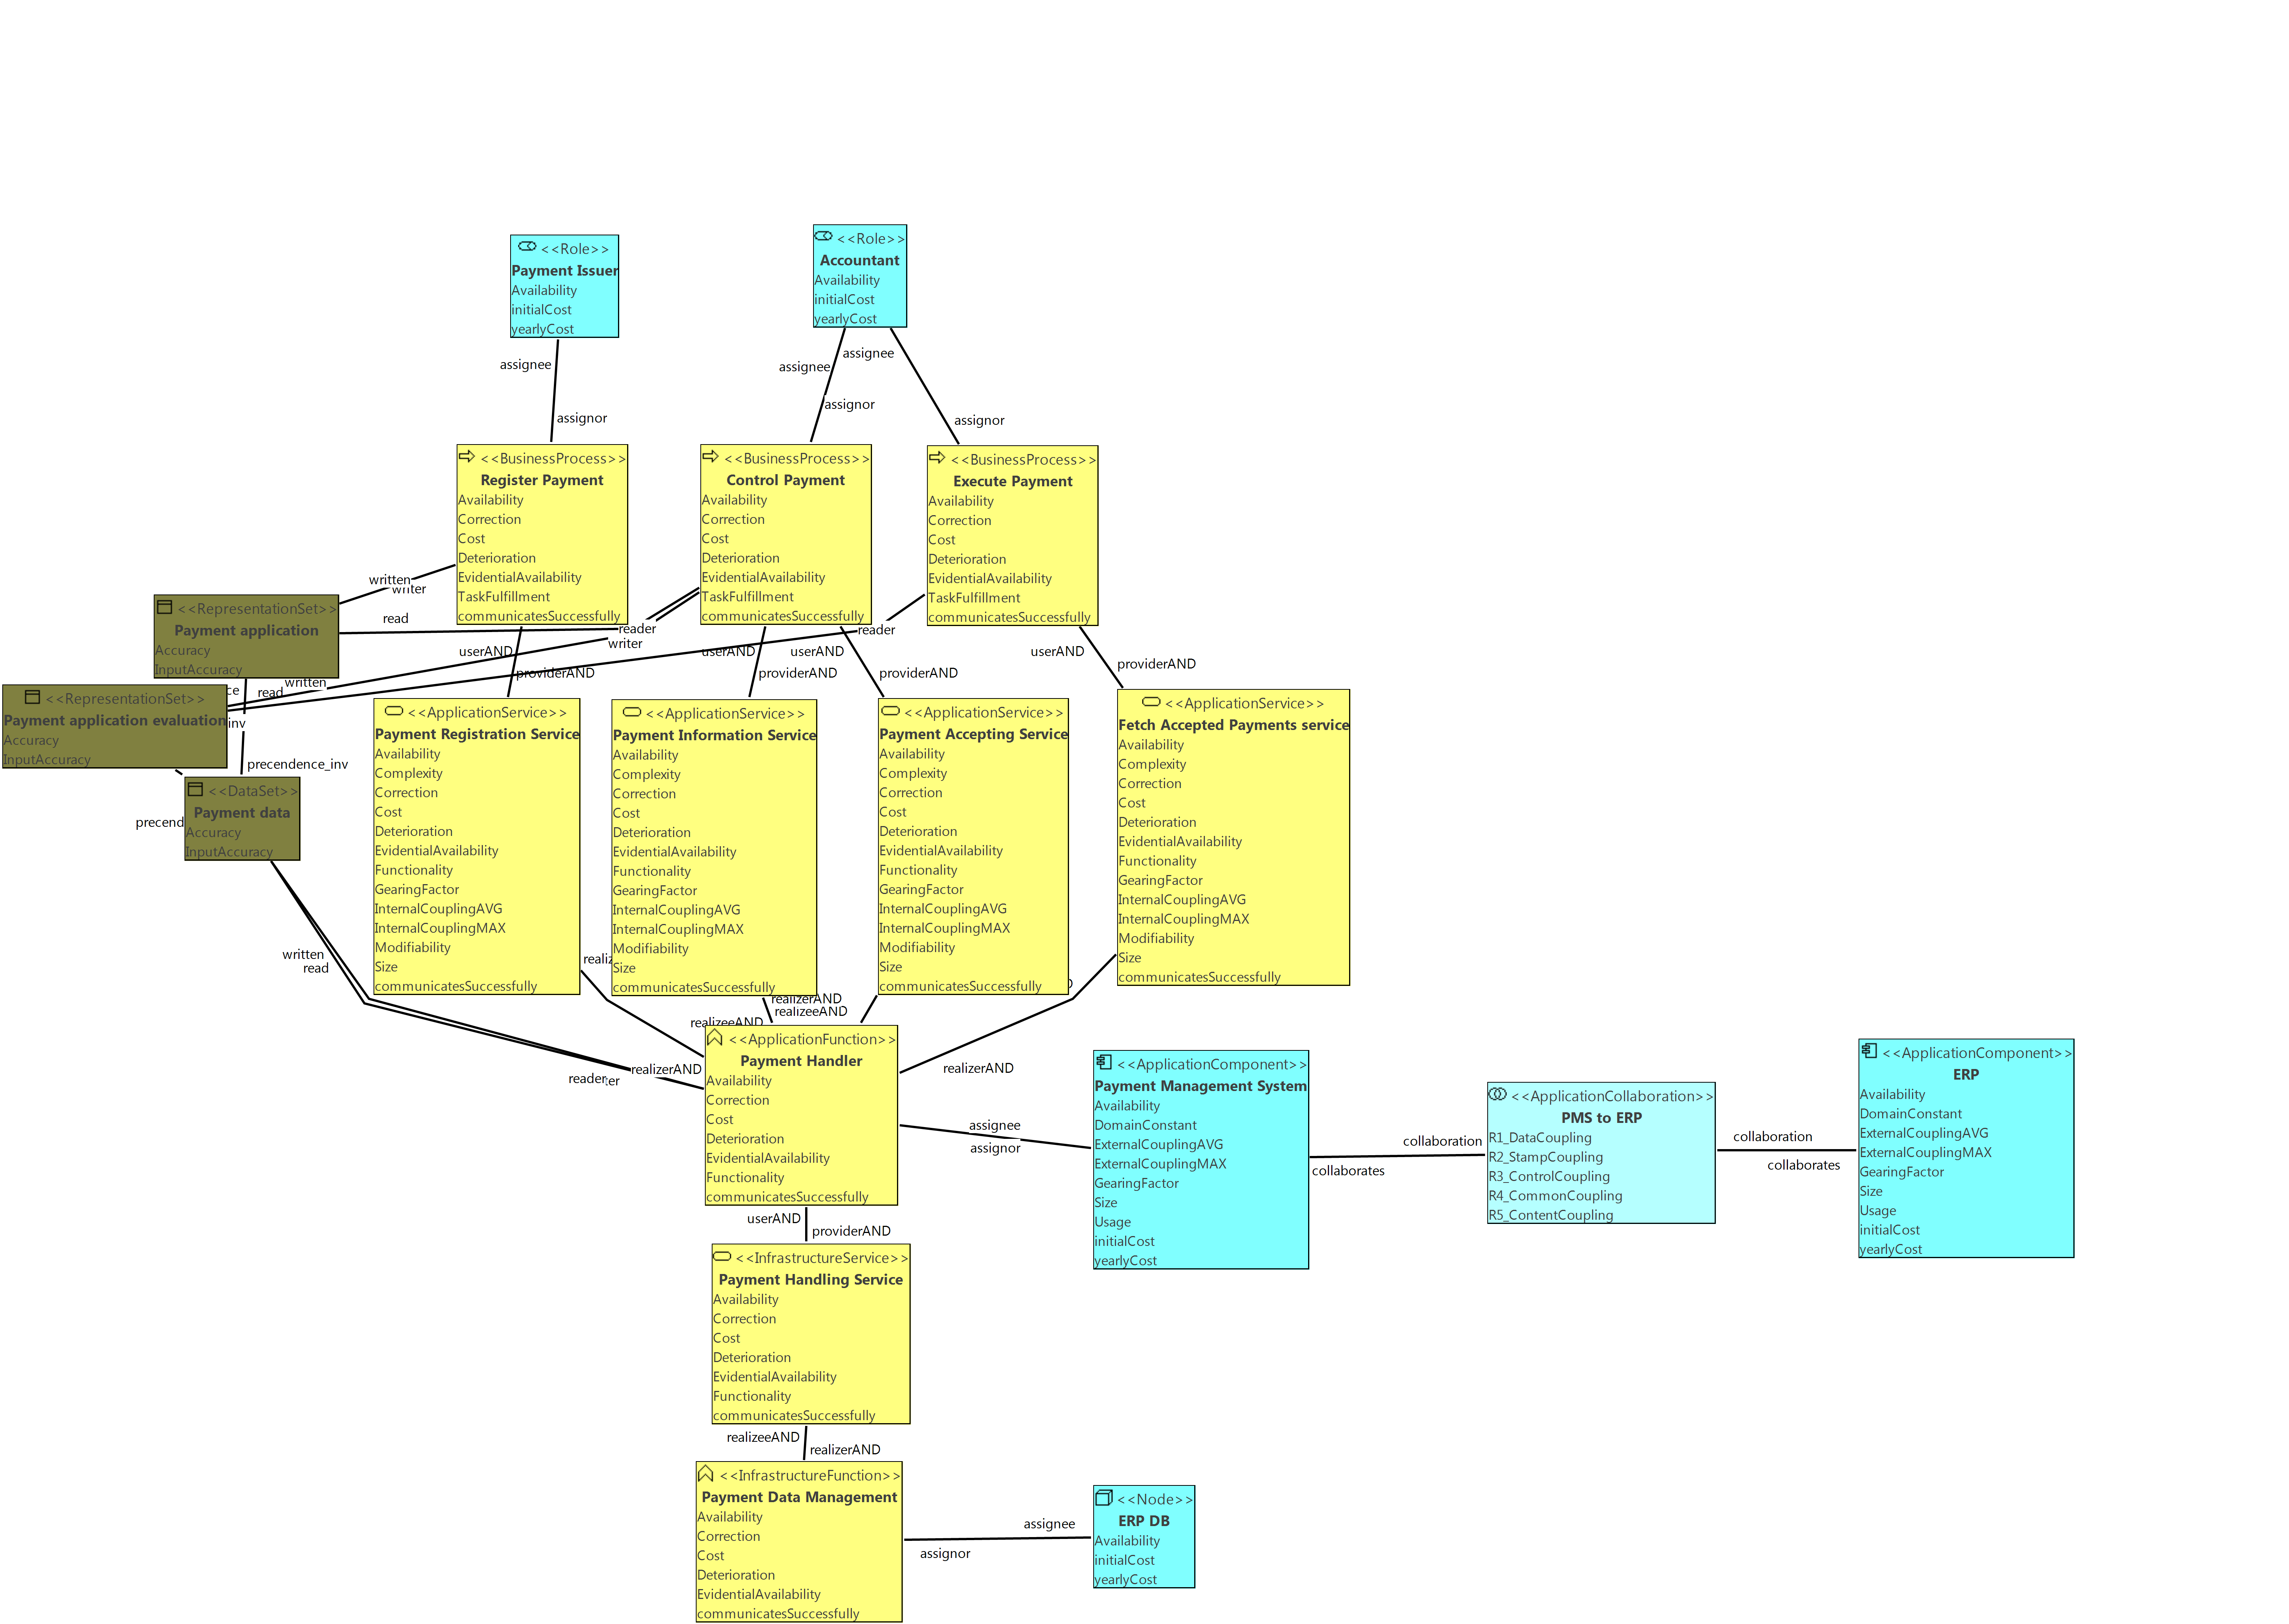 <<Role>>
Payment Issuer
Availability
initialCost
yearlyCost
<<Role>>
Accountant
Availability
initialCost
yearlyCost
assignee
assignor
assignee
assignee
assignor
assignor
<<BusinessProcess>>
Register Payment
Availability
Correction
Cost
Deterioration
EvidentialAvailability
TaskFulfillment
communicatesSuccessfully
<<BusinessProcess>>
Control Payment
Availability
Correction
Cost
Deterioration
EvidentialAvailability
TaskFulfillment
communicatesSuccessfully
<<BusinessProcess>>
Execute Payment
Availability
Correction
Cost
Deterioration
EvidentialAvailability
TaskFulfillment
communicatesSuccessfully
written
writer
read
reader
writer
reader
<<RepresentationSet>>
Payment application
Accuracy
InputAccuracy
written
read
ce
inv
<<RepresentationSet>>
Payment application evaluation
Accuracy
InputAccuracy
precendence_inv
precend
<<DataSet>>
Payment data
Accuracy
InputAccuracy
userAND
providerAND
userAND
providerAND
userAND
providerAND
userAND
providerAND
<<ApplicationService>>
Payment Registration Service
Availability
Complexity
Correction
Cost
Deterioration
EvidentialAvailability
Functionality
GearingFactor
InternalCouplingAVG
InternalCouplingMAX
Modifiability
Size
communicatesSuccessfully
<<ApplicationService>>
Payment Information Service
Availability
Complexity
Correction
Cost
Deterioration
EvidentialAvailability
Functionality
GearingFactor
InternalCouplingAVG
InternalCouplingMAX
Modifiability
Size
communicatesSuccessfully
<<ApplicationService>>
Payment Accepting Service
Availability
Complexity
Correction
Cost
Deterioration
EvidentialAvailability
Functionality
GearingFactor
InternalCouplingAVG
InternalCouplingMAX
Modifiability
Size
communicatesSuccessfully
<<ApplicationService>>
Fetch Accepted Payments service
Availability
Complexity
Correction
Cost
Deterioration
EvidentialAvailability
Functionality
GearingFactor
InternalCouplingAVG
InternalCouplingMAX
Modifiability
Size
communicatesSuccessfully
written
read
realizerAND
realizeeAND
realizeeAND
realizerAND
realizerAND
reader
<<ApplicationFunction>>
Payment Handler
Availability
Correction
Cost
Deterioration
EvidentialAvailability
Functionality
communicatesSuccessfully
assignee
assignor
<<ApplicationComponent>>
Payment Management System
Availability
DomainConstant
ExternalCouplingAVG
ExternalCouplingMAX
GearingFactor
Size
Usage
initialCost
yearlyCost
collaboration
collaborates
<<ApplicationCollaboration>>
PMS to ERP
R1_DataCoupling
R2_StampCoupling
R3_ControlCoupling
R4_CommonCoupling
R5_ContentCoupling
collaboration
collaborates
<<ApplicationComponent>>
ERP
Availability
DomainConstant
ExternalCouplingAVG
ExternalCouplingMAX
GearingFactor
Size
Usage
initialCost
yearlyCost
userAND
providerAND
<<InfrastructureService>>
Payment Handling Service
Availability
Correction
Cost
Deterioration
EvidentialAvailability
Functionality
communicatesSuccessfully
realizeeAND
realizerAND
<<InfrastructureFunction>>
Payment Data Management
Availability
Correction
Cost
Deterioration
EvidentialAvailability
communicatesSuccessfully
assignee
assignor
<<Node>>
ERP DB
Availability
initialCost
yearlyCost